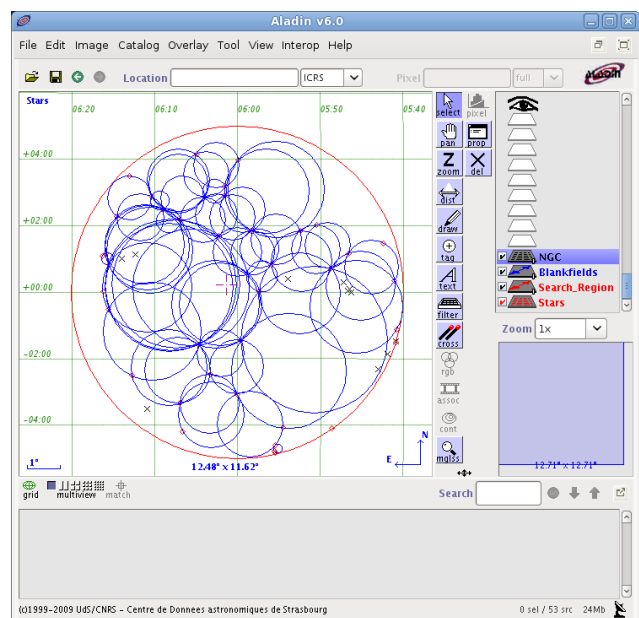 Aladin v6.0
File Edit Image Catalog Overlay Tool View Interop Help
Location ICRS Pixel full Aladin
Stars
06:20 06:10 06:00 05:50 05:40
+04:00
+02:00
+00:00
-02:00
-04:00
1°
12.48° x 11.62°
N
E
select pixel
pan prop
zoom del
dist
draw
tag
text
filter
cross
rgb
assoc
cont
mglss
NGC
Blankfields
Search_Region
Stars
Zoom 1x
12.71° x 12.71°
grid multiview match
Search
(c)1999-2009 UdS/CNRS - Centre de Donnees astronomiques de Strasbourg
0 sel / 53 src 24Mb